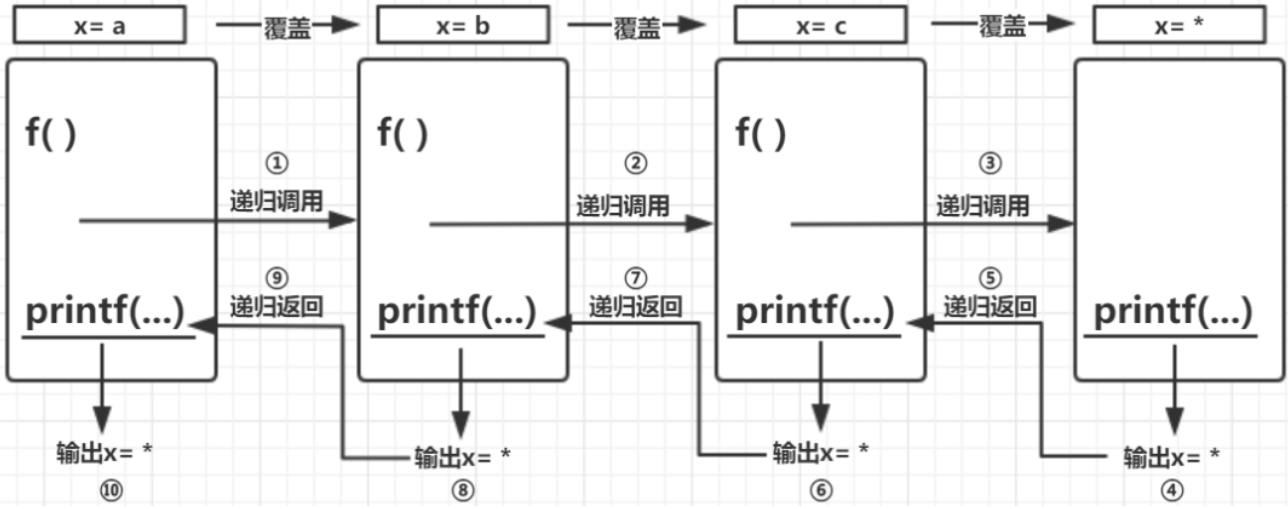 x= a 覆盖 x= b 覆盖 x= c 覆盖 x= *
f( ) f( ) f( )
① ② ③
递归调用 递归调用 递归调用
⑨ ⑦ ⑤
递归返回 递归返回 递归返回
printf(...) printf(...) printf(...) printf(...)
输出x= * 输出x= * 输出x= * 输出x= *
⑩ ⑧ ⑥ ④